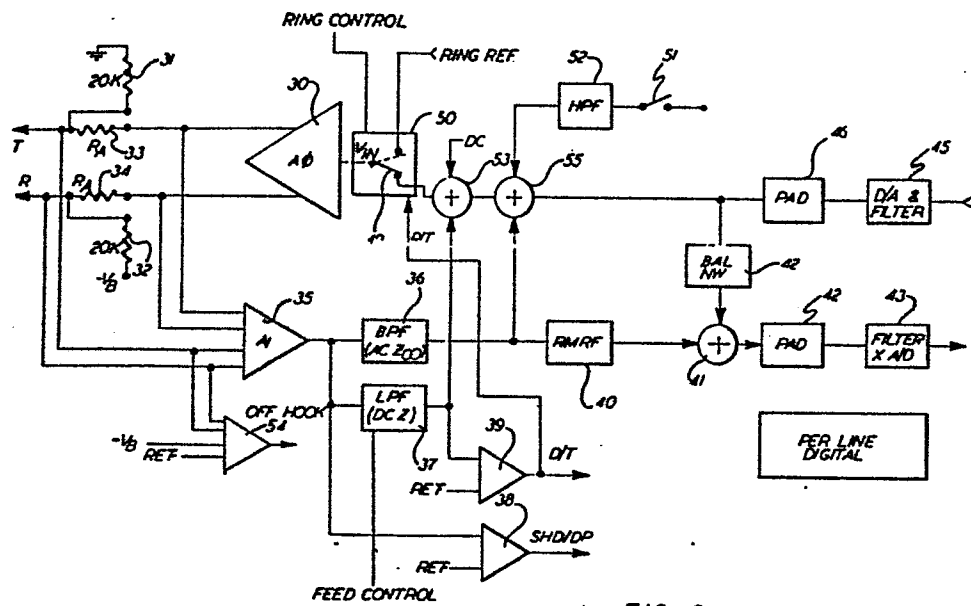 RING CONTROL
RING REF.
31
20K
30
50
52
HPF
51
T
RA
33
34
RA
R
AØ
VIN
13
DC
53
55
46
PAD
45
D/A &
FILTER
20K
32
-VB
D/T
BAL
NW
42
35
A1
36
BPF
(AC ZCO)
RMRF
40
41
42
PAD
43
FILTER
X A/D
OFF HOOK
54
-VB
REF
LPF
(DC Z)
37
39
D/T
REF
38
SHD/DP
REF
FEED CONTROL
PER LINE
DIGITAL